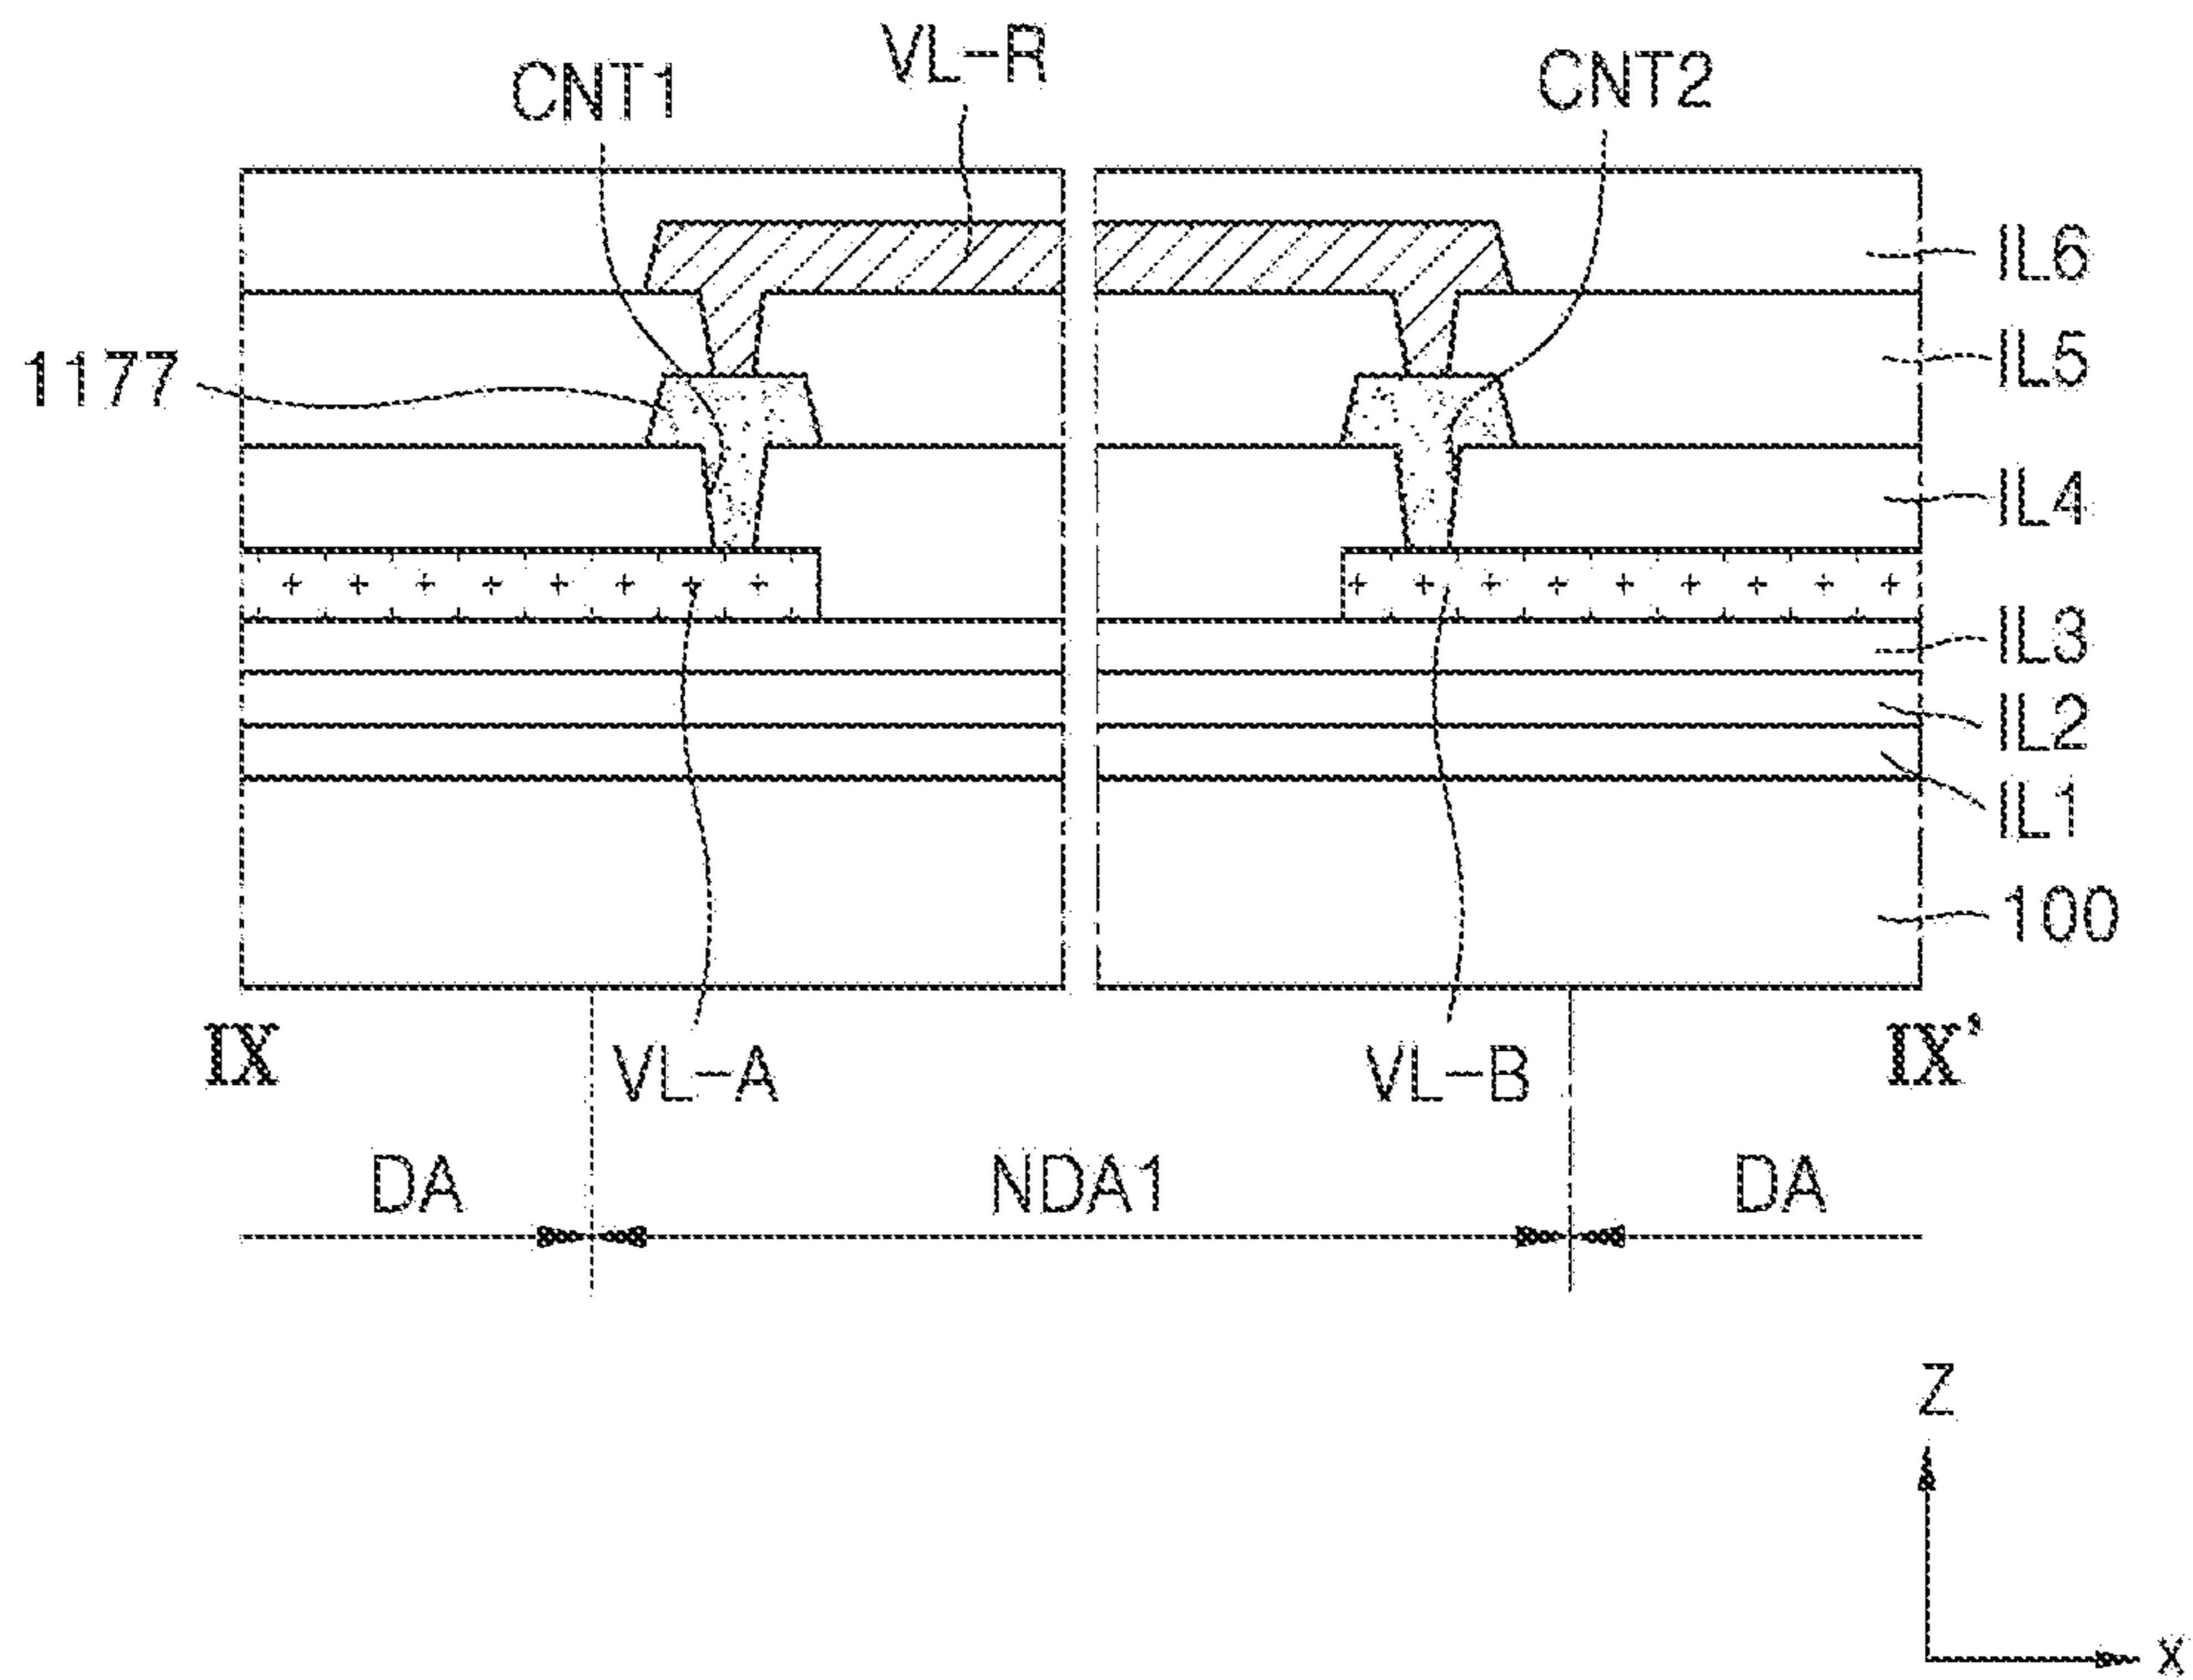 VL-R
CNT1
CNT2
IL6
1177
IL5
IL4
IL3
IL2
IL1
100
IX
IX'
VL-A
VL-B
DA
NDA1
DA
Z
X